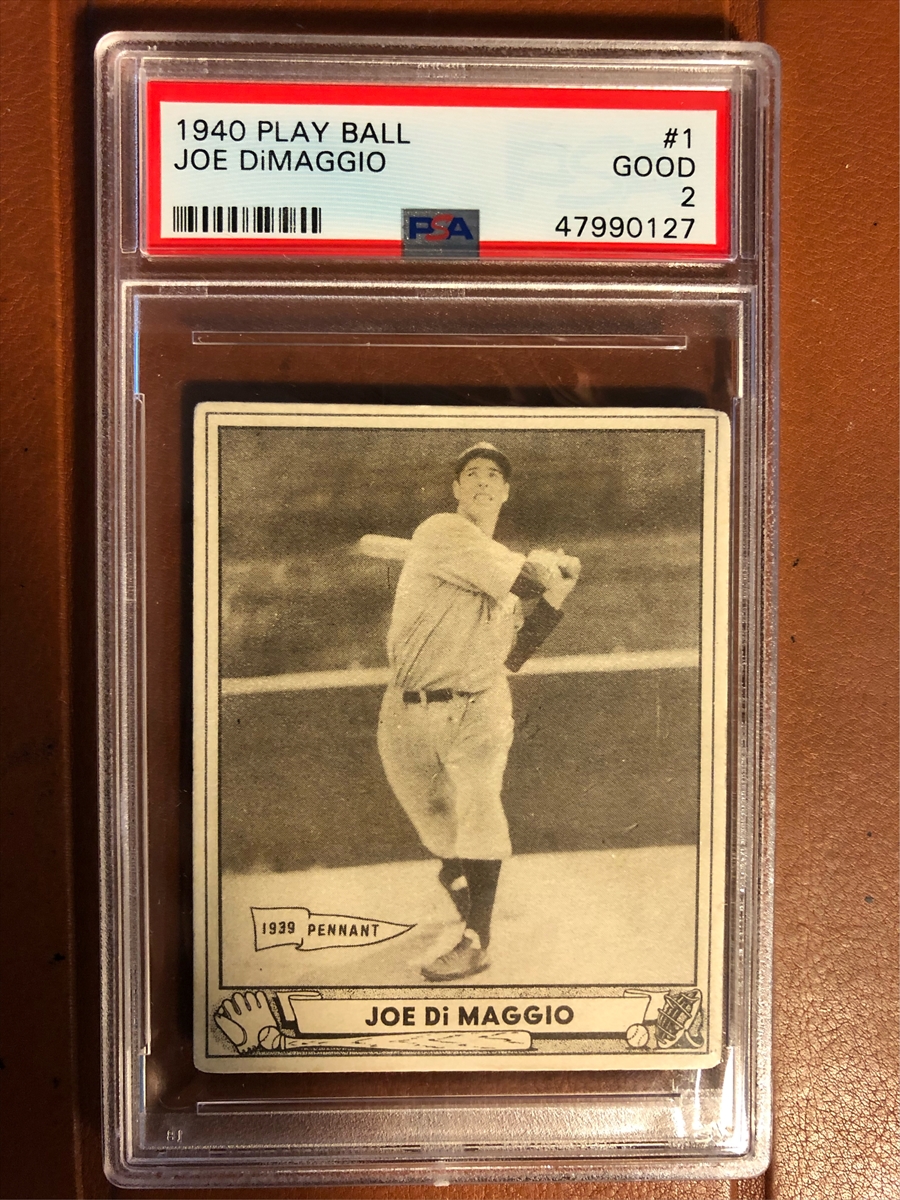 1940 PLAY BALL #1
JOE DiMAGGIO GOOD
2
PSA 47990127
1939 PENNANT
JOE Di MAGGIO